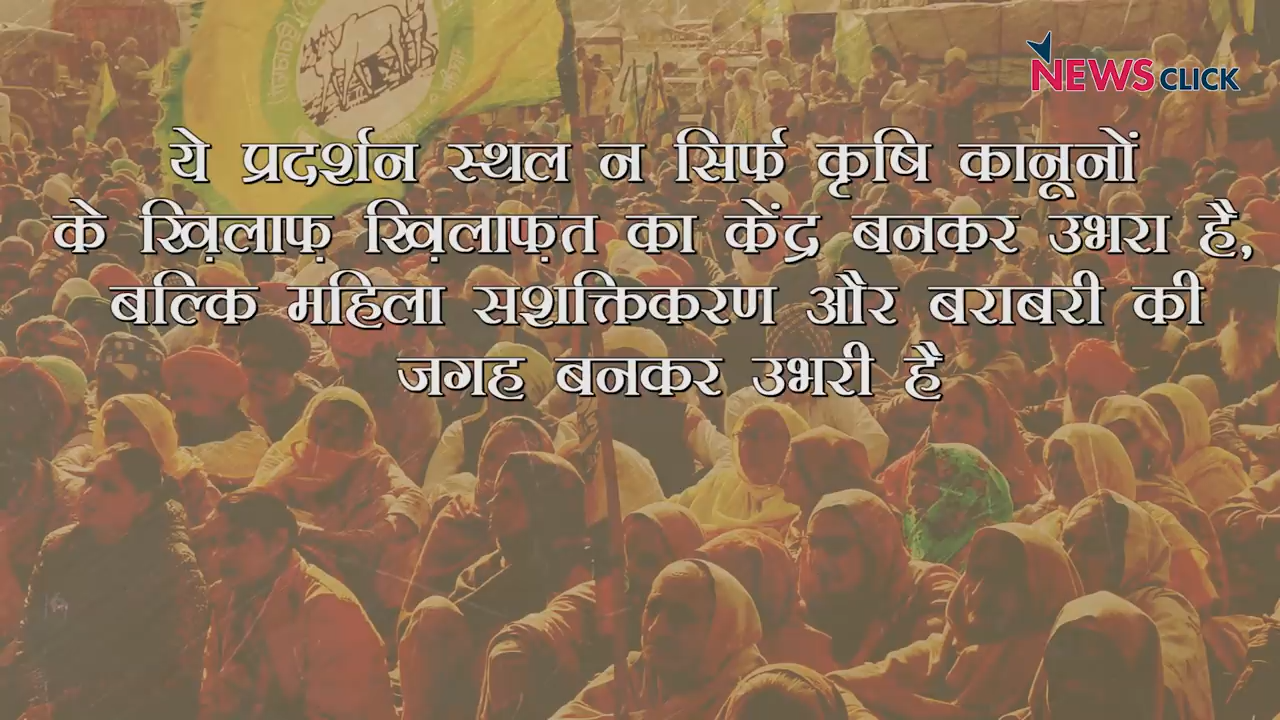 NEWSCLICK
ये प्रदर्शन स्थल न सिर्फ कृषि कानूनों
के ख़िलाफ़ ख़िलाफ़त का केंद्र बनकर उभरा है,
बल्कि महिला सशक्तिकरण और बराबरी की
जगह बनकर उभरी है